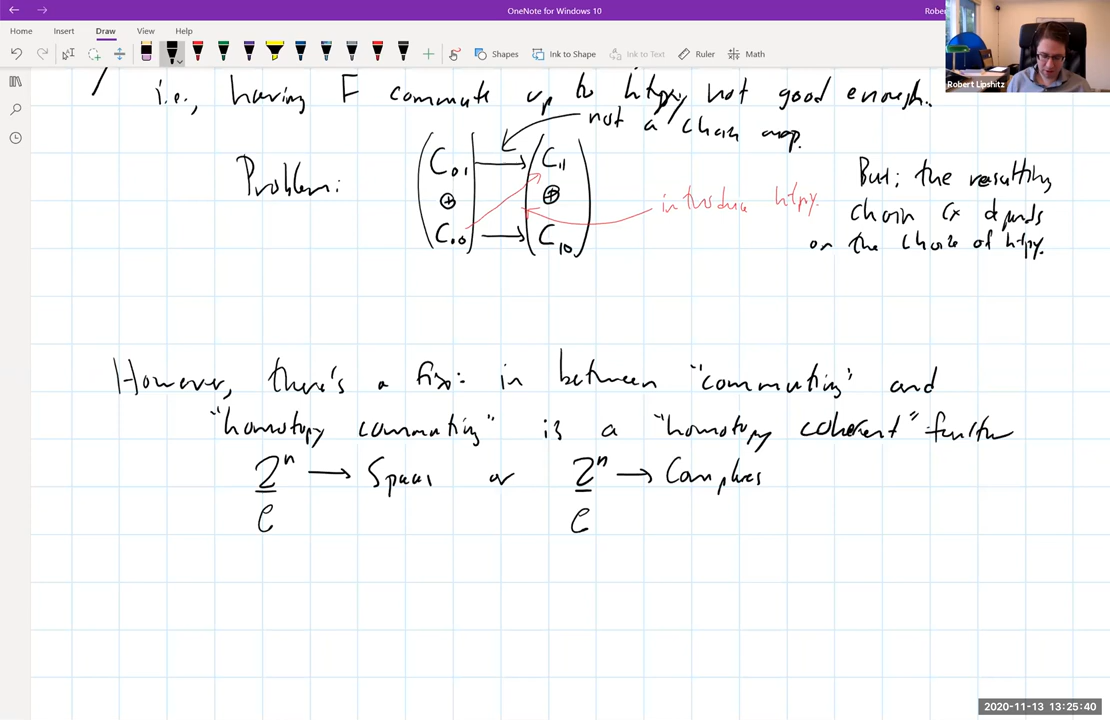 OneNote for Windows 10
Rober
Home Insert Draw View Help
Shapes Ink to Shape Ink to Text Ruler Math
Robert Lipshitz
i.e., having F commute up to htpy not good enough.
not a chain map.
Problem:
C01 → C11
⊕ ⊕
C00 → C10
introduce htpy.
But: the resulting
chain cx depends
on the choice of htpy.
However, there's a fix: in between "commuting" and
"homotopy commuting" is a "homotopy coherent" functor
2^n → Spaces or 2^n → Complexes
C C
2020-11-13 13:25:40